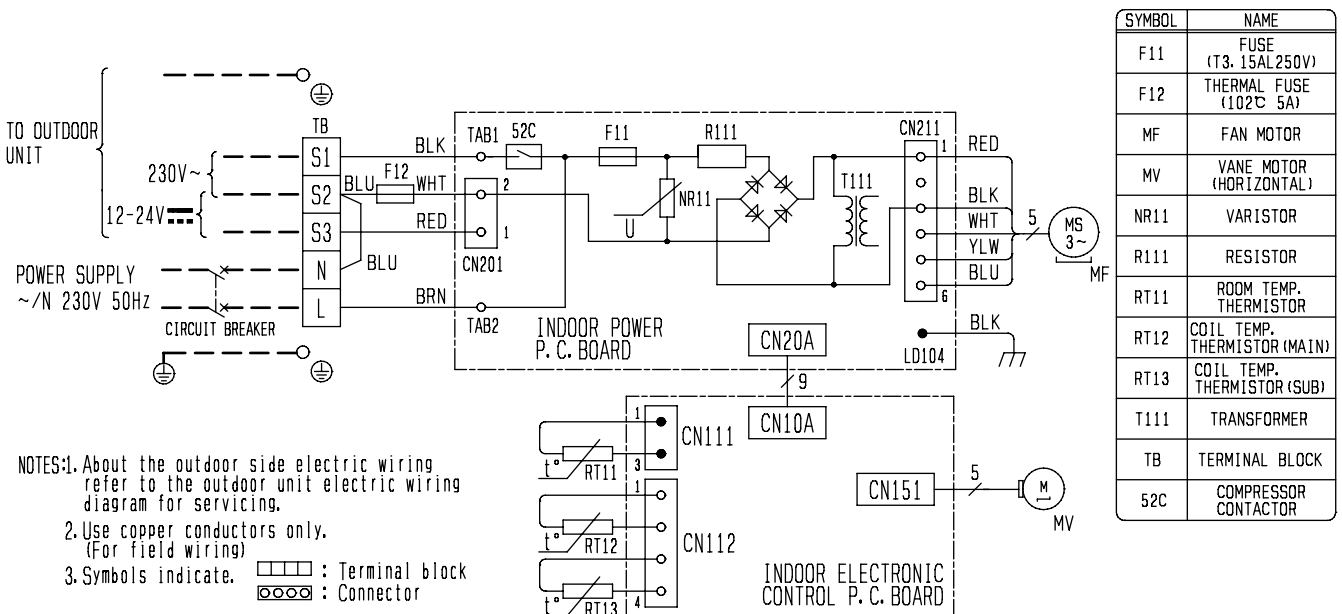 SYMBOL NAME
F11 FUSE
(T3.15AL250V)
F12 THERMAL FUSE
(102℃ 5A)
MF FAN MOTOR
MV VANE MOTOR
(HORIZONTAL)
NR11 VARISTOR
R111 RESISTOR
RT11 ROOM TEMP.
THERMISTOR
RT12 COIL TEMP.
THERMISTOR(MAIN)
RT13 COIL TEMP.
THERMISTOR(SUB)
T111 TRANSFORMER
TB TERMINAL BLOCK
52C COMPRESSOR
CONTACTOR
TO OUTDOOR
UNIT
230V~
12-24V
POWER SUPPLY
~/N 230V 50Hz
CIRCUIT BREAKER
TB
S1
S2
S3
N
L
BLK
BLU
F12
WHT
RED
BLU
BRN
TAB1
52C
F11
R111
CN211
2
1
CN201
NR11
U
T111
1
6
TAB2
INDOOR POWER
P.C.BOARD
CN20A
LD104
RED
BLK
WHT
YLW
BLU
5
MS
3~
MF
BLK
9
CN10A
1
CN111
3
t°
RT11
1
t°
RT12
CN112
4
t°
RT13
CN151
5
M
MV
INDOOR ELECTRONIC
CONTROL P.C.BOARD
NOTES:1.About the outdoor side electric wiring
refer to the outdoor unit electric wiring
diagram for servicing.
2.Use copper conductors only.
(For field wiring)
3.Symbols indicate. : Terminal block
: Connector